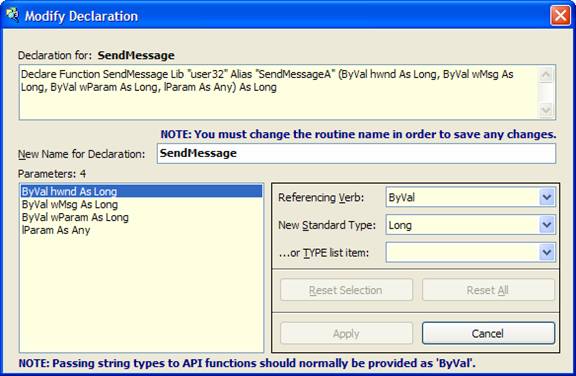 Modify Declaration
Declaration for: SendMessage
Declare Function SendMessage Lib "user32" Alias "SendMessageA" (ByVal hwnd As Long, ByVal wMsg As
Long, ByVal wParam As Long, lParam As Any) As Long
NOTE: You must change the routine name in order to save any changes.
New Name for Declaration: SendMessage
Parameters: 4
ByVal hwnd As Long
ByVal wMsg As Long
ByVal wParam As Long
lParam As Any
Referencing Verb: ByVal
New Standard Type: Long
...or TYPE list item:
Reset Selection Reset All
Apply Cancel
NOTE: Passing string types to API functions should normally be provided as 'ByVal'.